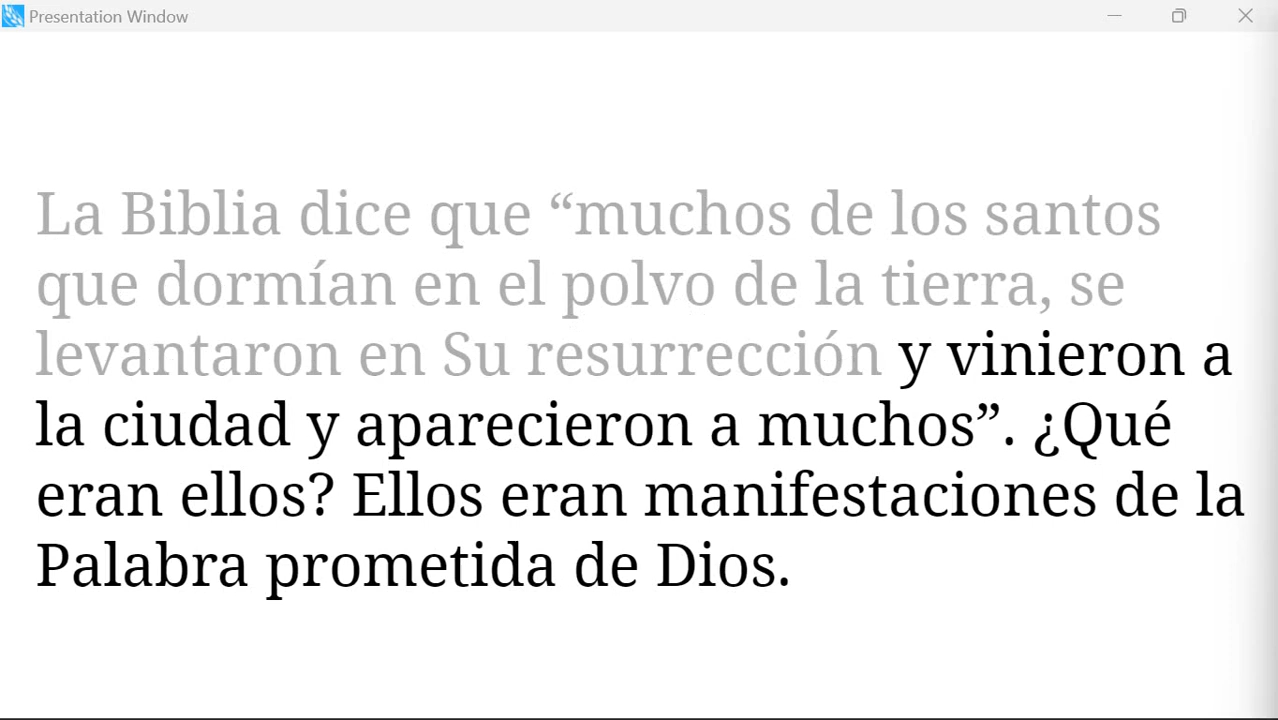 Presentation Window
La Biblia dice que “muchos de los santos
que dormían en el polvo de la tierra, se
levantaron en Su resurrección y vinieron a
la ciudad y aparecieron a muchos”. ¿Qué
eran ellos? Ellos eran manifestaciones de la
Palabra prometida de Dios.